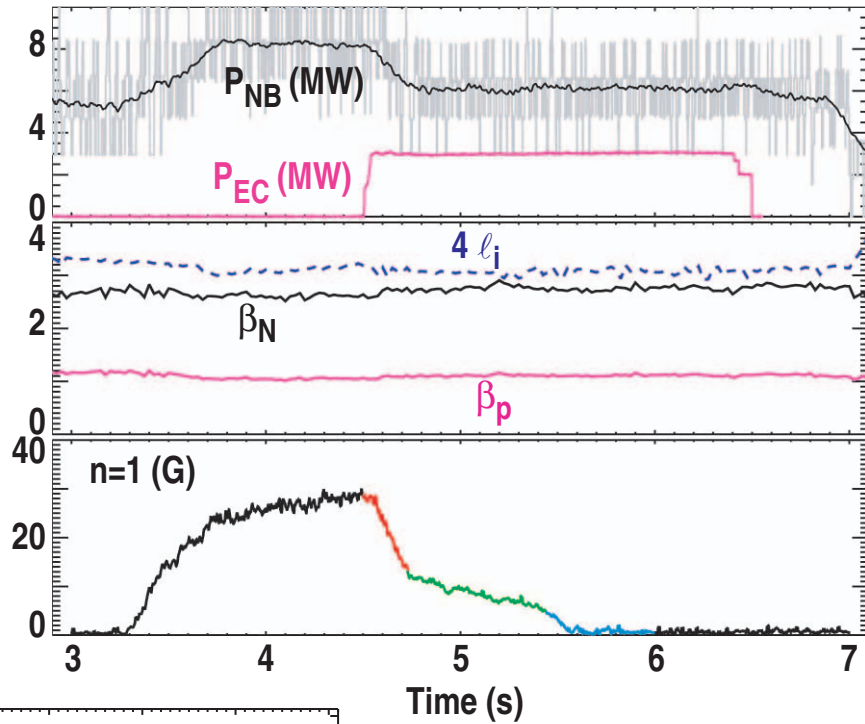 8
P_NB (MW)
4
P_EC (MW)
0
4
4 ℓ_i
β_N
2
β_p
0
40
n=1 (G)
20
0
3 4 5 6 7
Time (s)